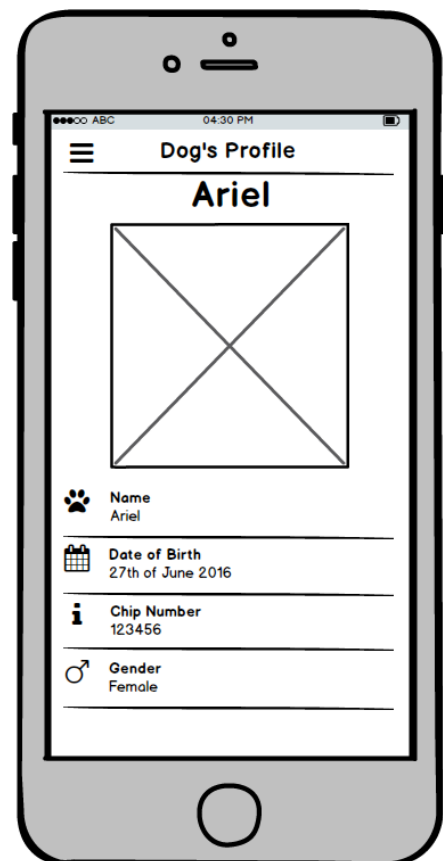 ABC 04:30 PM
Dog's Profile
Ariel
Name
Ariel
Date of Birth
27th of June 2016
Chip Number
123456
Gender
Female